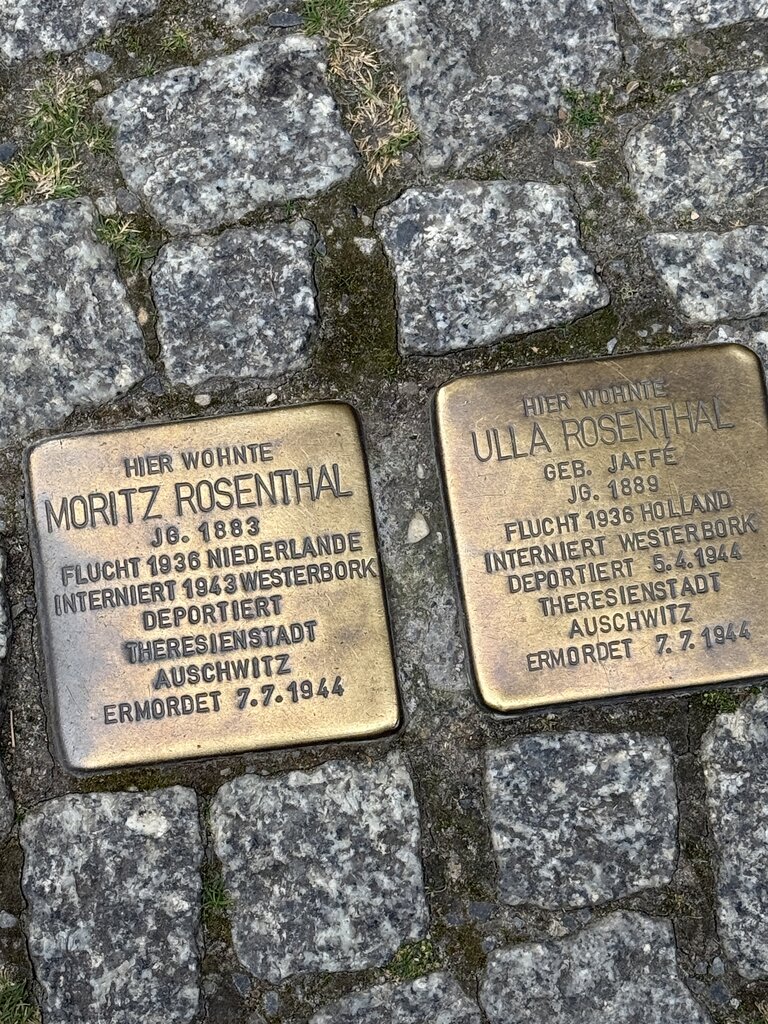 HIER WOHNTE
MORITZ ROSENTHAL
JG. 1883
FLUCHT 1936 NIEDERLANDE
INTERNIERT 1943 WESTERBORK
DEPORTIERT
THERESIENSTADT
AUSCHWITZ
ERMORDET 7.7.1944
HIER WOHNTE
ULLA ROSENTHAL
GEB. JAFFÉ
JG. 1889
FLUCHT 1936 HOLLAND
INTERNIERT WESTERBORK
DEPORTIERT 5.4.1944
THERESIENSTADT
AUSCHWITZ
ERMORDET 7.7.1944